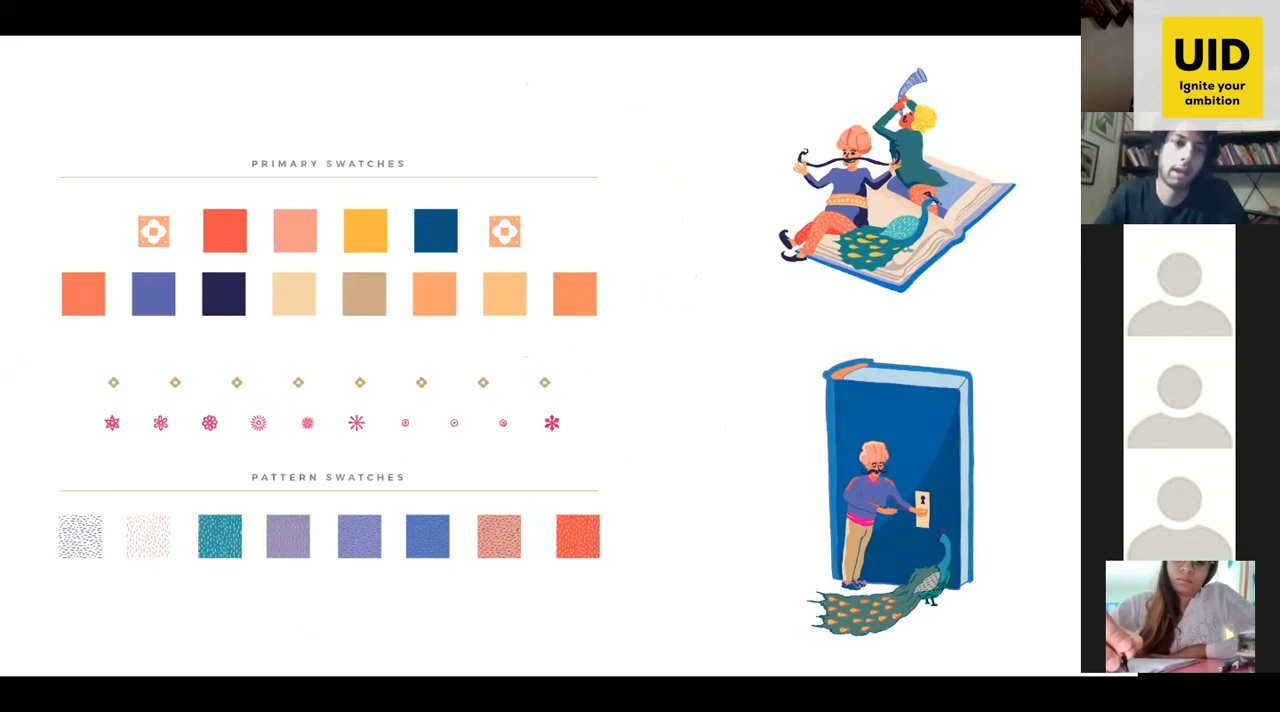 PRIMARY SWATCHES
PATTERN SWATCHES
UID
Ignite your
ambition